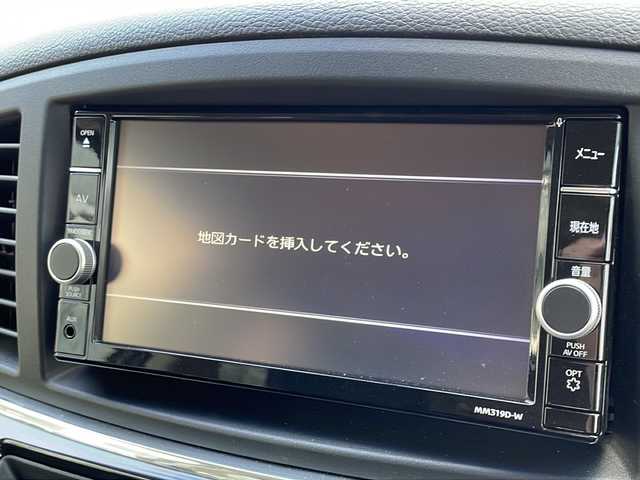 OPEN
AV
PUSH
SOURCE
AUX
地図カードを挿入してください。
メニュー
現在地
音量
PUSH
AV OFF
OPT
MM319D-W